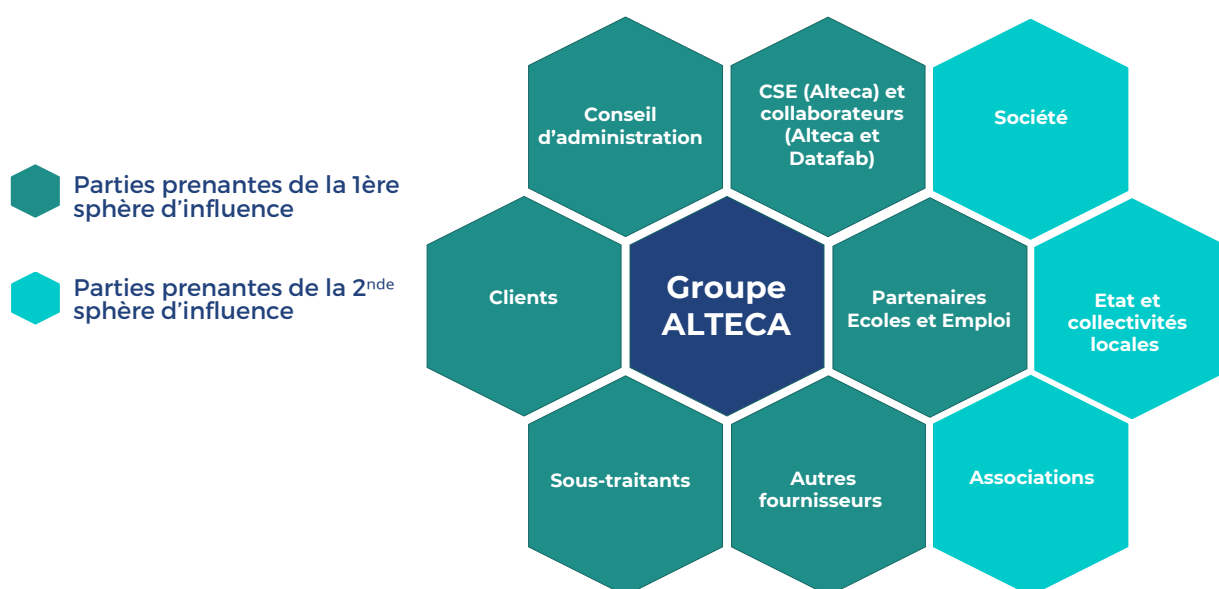 Parties prenantes de la 1ère
sphère d'influence
Parties prenantes de la 2nde
sphère d'influence
Conseil
d'administration
CSE (Alteca) et
collaborateurs
(Alteca et
Datafab)
Société
Clients
Groupe
ALTECA
Partenaires
Ecoles et Emploi
Etat et
collectivités
locales
Sous-traitants
Autres
fournisseurs
Associations